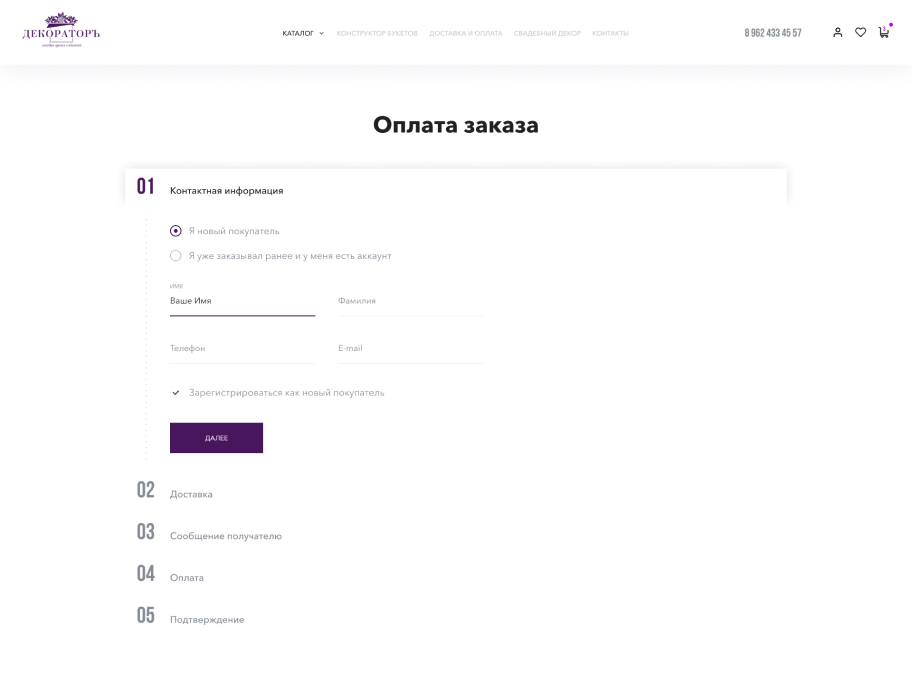 ДЕКОРАТОРЪ
КАТАЛОГ
КОНСТРУКТОР БУКЕТОВ
ДОСТАВКА И ОПЛАТА
СВАДЕБНЫЙ ДЕКОР
КОНТАКТЫ
8 962 433 45 57
Оплата заказа
01 Контактная информация
Я новый покупатель
Я уже заказывал ранее и у меня есть аккаунт
ИМЯ
Ваше Имя
Фамилия
Телефон
E-mail
Зарегистрироваться как новый покупатель
ДАЛЕЕ
02 Доставка
03 Сообщение получателю
04 Оплата
05 Подтверждение